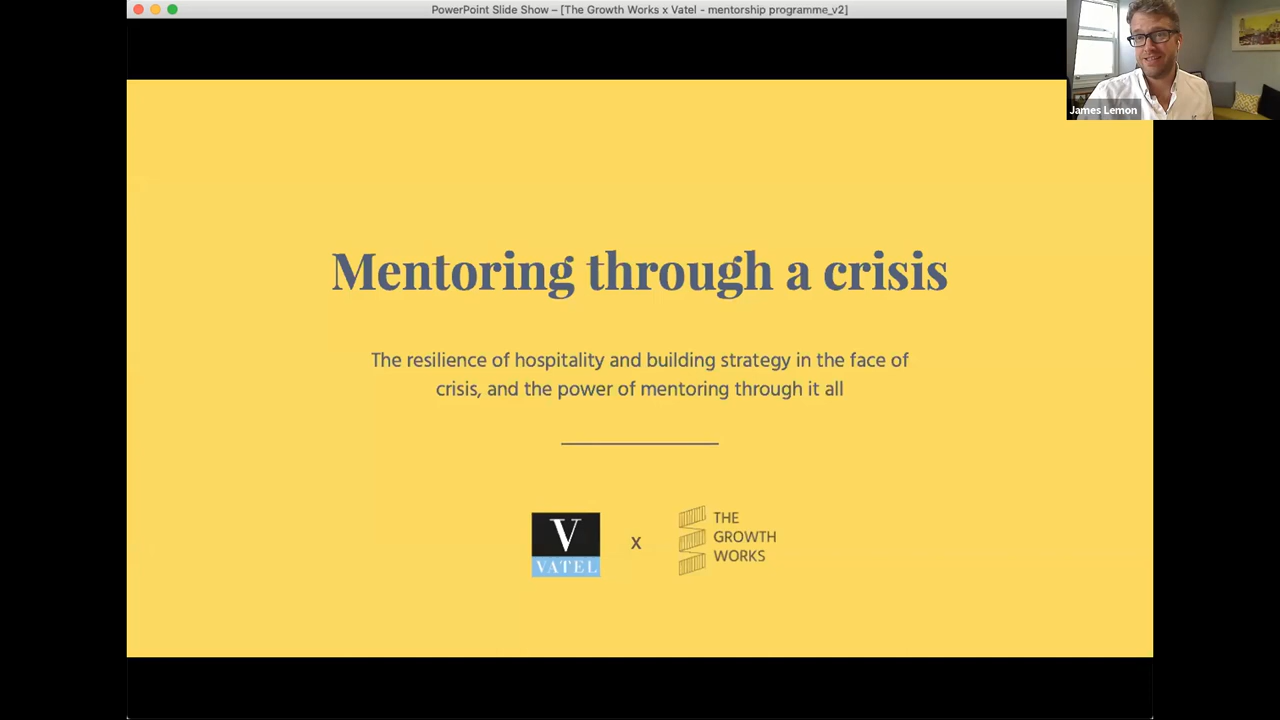 PowerPoint Slide Show – [The Growth Works x Vatel - mentorship programme_v2]
James Lemon
Mentoring through a crisis
The resilience of hospitality and building strategy in the face of
crisis, and the power of mentoring through it all
V
VATEL
x
THE
GROWTH
WORKS